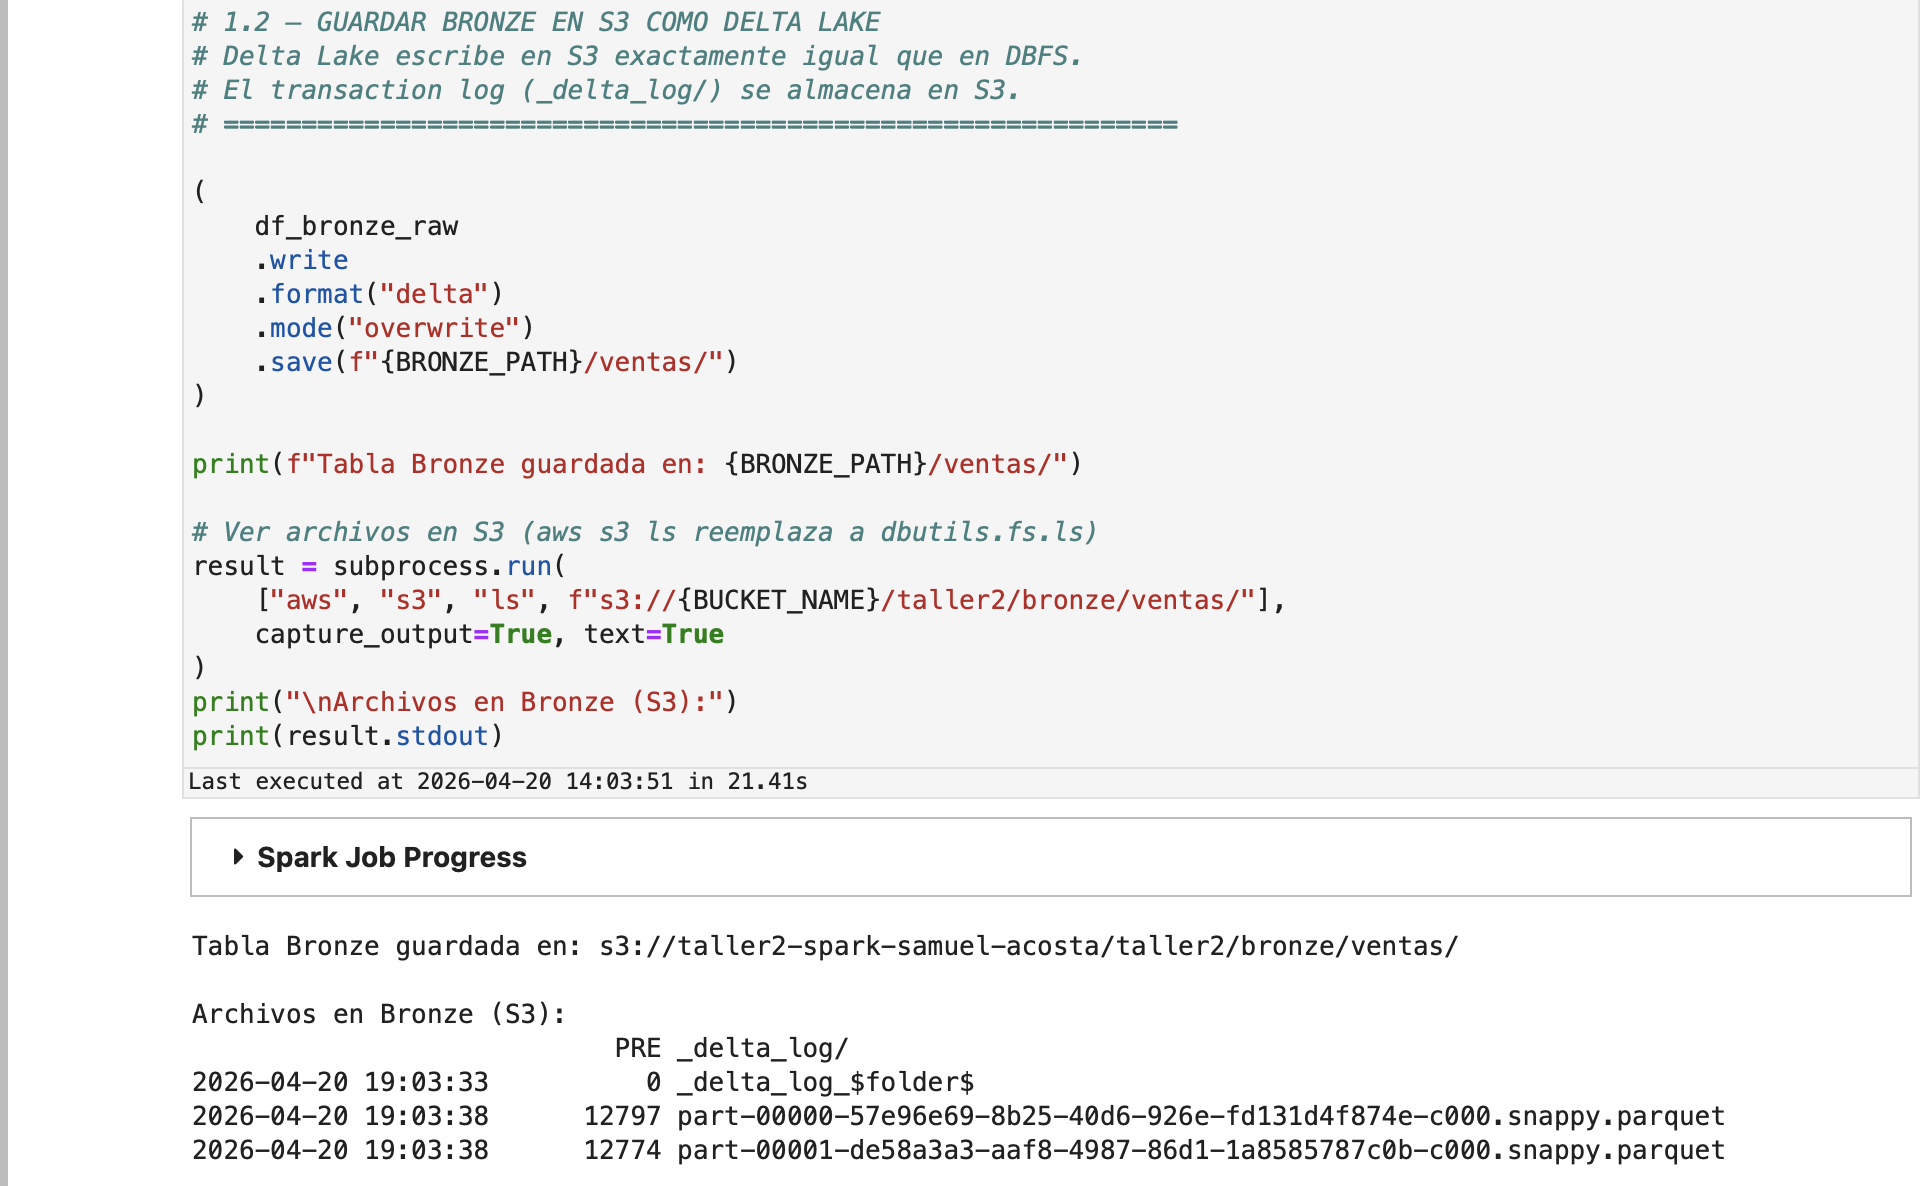 # 1.2 — GUARDAR BRONZE EN S3 COMO DELTA LAKE
# Delta Lake escribe en S3 exactamente igual que en DBFS.
# El transaction log (_delta_log/) se almacena en S3.
# =============================================================
(
    df_bronze_raw
    .write
    .format("delta")
    .mode("overwrite")
    .save(f"{BRONZE_PATH}/ventas/")
)
print(f"Tabla Bronze guardada en: {BRONZE_PATH}/ventas/")
# Ver archivos en S3 (aws s3 ls reemplaza a dbutils.fs.ls)
result = subprocess.run(
    ["aws", "s3", "ls", f"s3://{BUCKET_NAME}/taller2/bronze/ventas/"],
    capture_output=True, text=True
)
print("\nArchivos en Bronze (S3):")
print(result.stdout)
Last executed at 2026-04-20 14:03:51 in 21.41s
Spark Job Progress
Tabla Bronze guardada en: s3://taller2-spark-samuel-acosta/taller2/bronze/ventas/
Archivos en Bronze (S3):
                           PRE _delta_log/
2026-04-20 19:03:33          0 _delta_log_$folder$
2026-04-20 19:03:38      12797 part-00000-57e96e69-8b25-40d6-926e-fd131d4f874e-c000.snappy.parquet
2026-04-20 19:03:38      12774 part-00001-de58a3a3-aaf8-4987-86d1-1a8585787c0b-c000.snappy.parquet